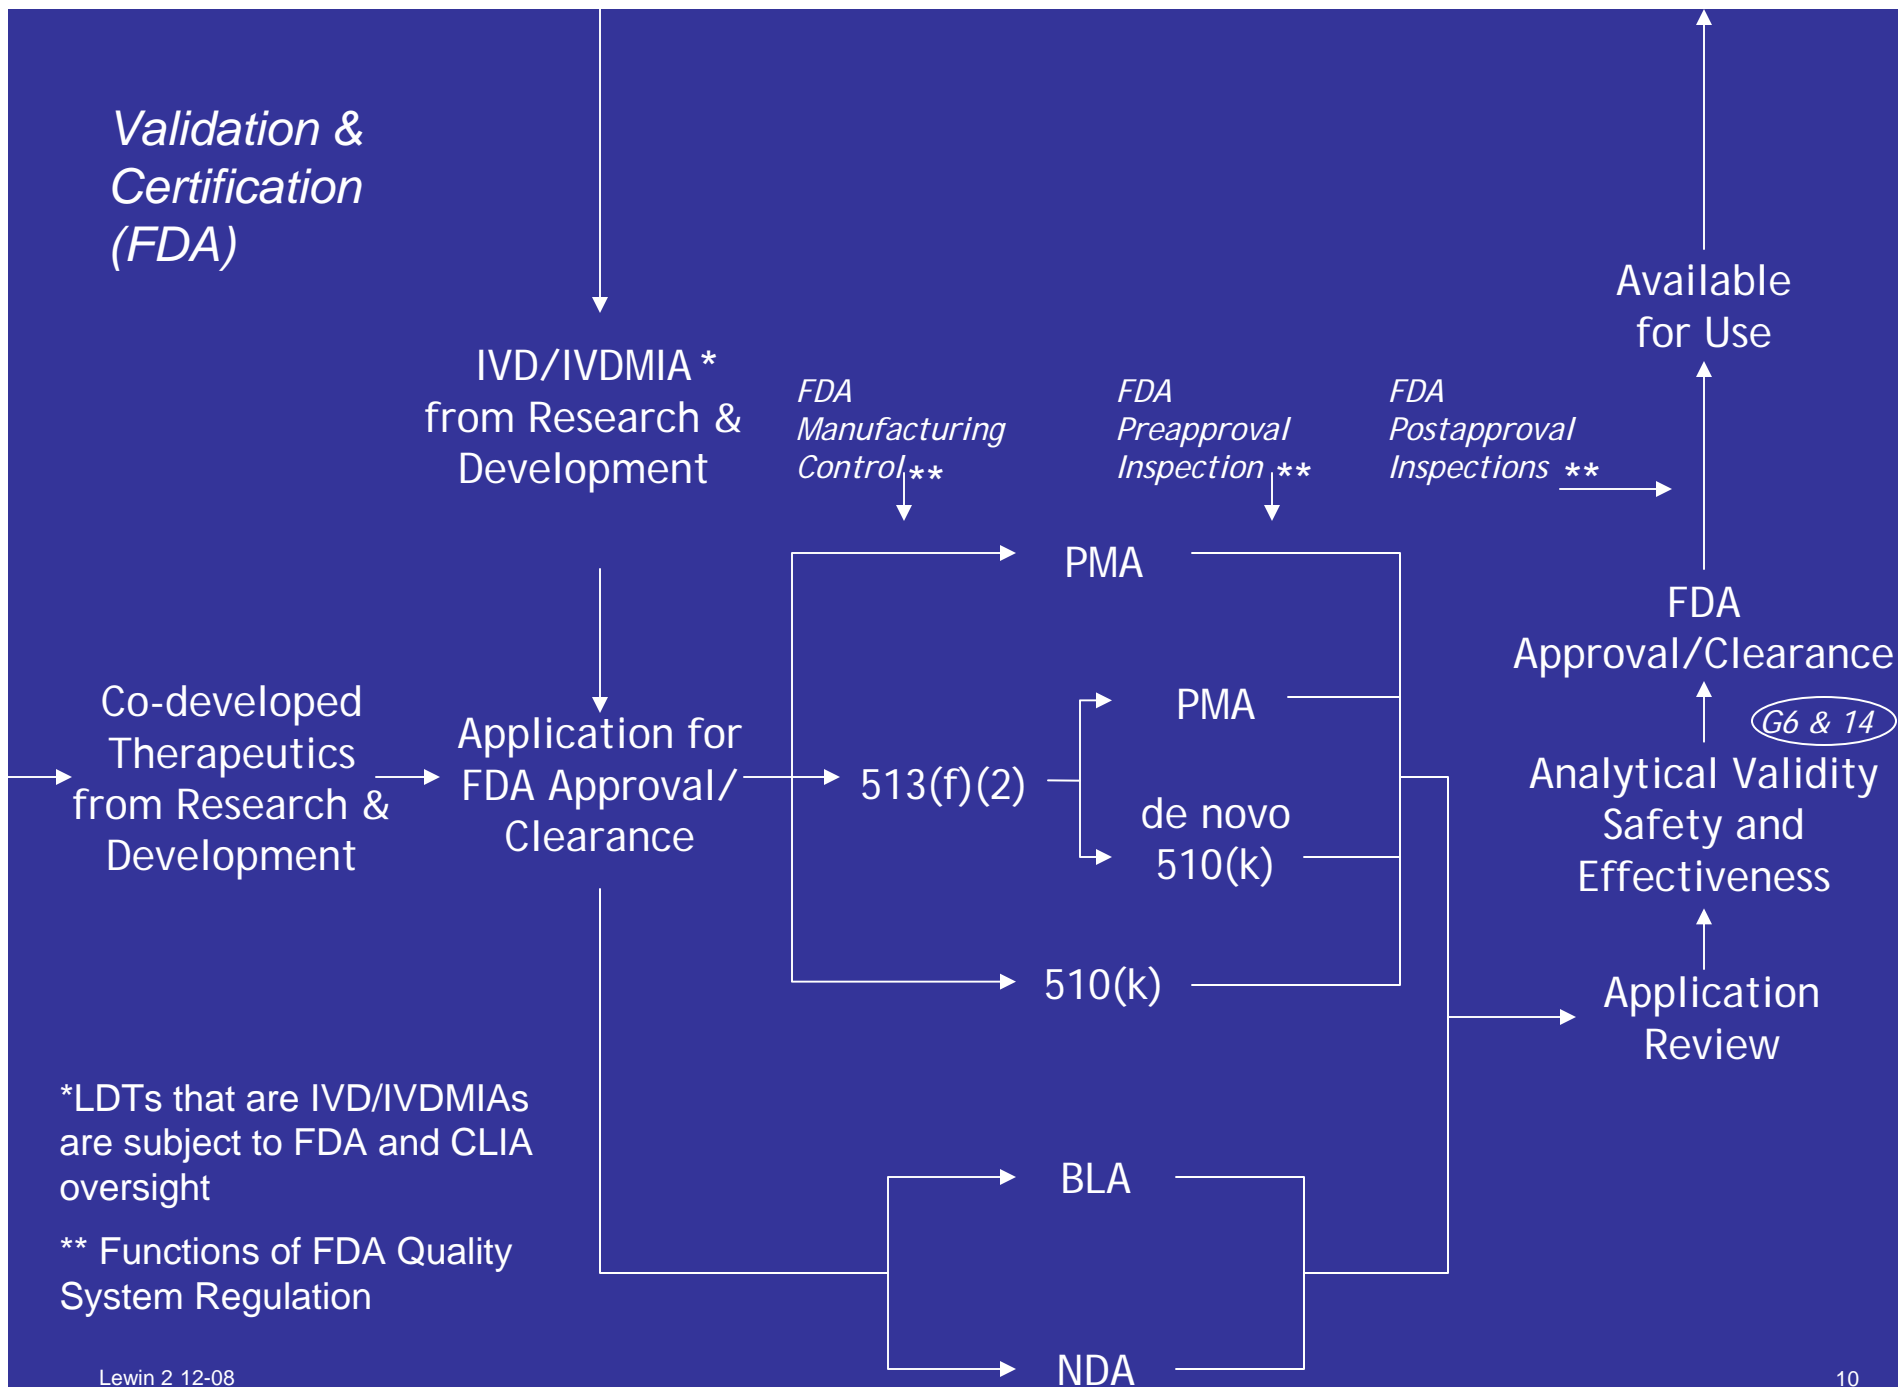 Validation &
Certification
(FDA)
IVD/IVDMIA *
from Research &
Development
FDA
Manufacturing
Control **
FDA
Preapproval
Inspection **
FDA
Postapproval
Inspections **
Available
for Use
PMA
FDA
Approval/Clearance
Co-developed
Therapeutics
from Research &
Development
Application for
FDA Approval/
Clearance
513(f)(2)
PMA
de novo
510(k)
G6 & 14
Analytical Validity
Safety and
Effectiveness
510(k)
Application
Review
*LDTs that are IVD/IVDMIAs
are subject to FDA and CLIA
oversight
** Functions of FDA Quality
System Regulation
BLA
NDA
Lewin 2 12-08
10